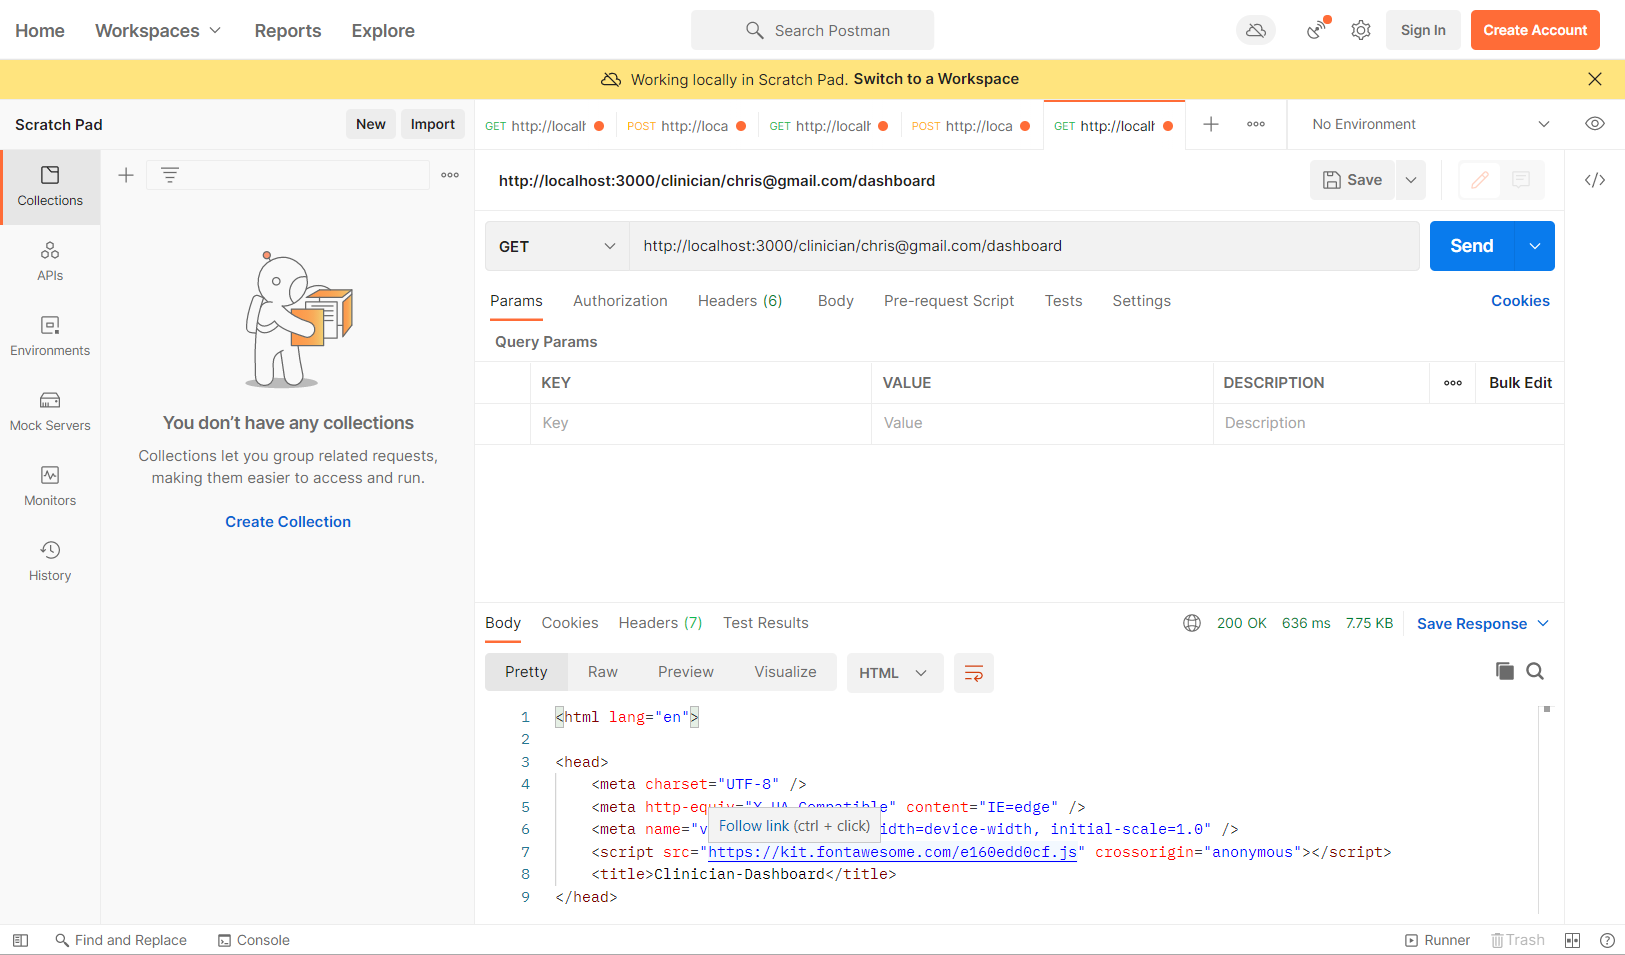 Home Workspaces Reports Explore Search Postman Sign In Create Account
Working locally in Scratch Pad. Switch to a Workspace
Scratch Pad New Import GET http://localh POST http://loca GET http://localh POST http://loca GET http://localh No Environment
http://localhost:3000/clinician/chris@gmail.com/dashboard Save
Collections
GET http://localhost:3000/clinician/chris@gmail.com/dashboard Send
APIs
Params Authorization Headers (6) Body Pre-request Script Tests Settings Cookies
Query Params
Environments
KEY VALUE DESCRIPTION Bulk Edit
Key Value Description
Mock Servers
You don't have any collections
Collections let you group related requests,
making them easier to access and run.
Monitors
Create Collection
History
Body Cookies Headers (7) Test Results 200 OK 636 ms 7.75 KB Save Response
Pretty Raw Preview Visualize HTML
1 <html lang="en">
2
3 <head>
4 <meta charset="UTF-8" />
5 <meta http-equiv="X-UA-Compatible" content="IE=edge" />
6 <meta name="v idth=device-width, initial-scale=1.0" />
Follow link (ctrl + click)
7 <script src="https://kit.fontawesome.com/e160edd0cf.js" crossorigin="anonymous"></script>
8 <title>Clinician-Dashboard</title>
9 </head>
Find and Replace Console Runner Trash